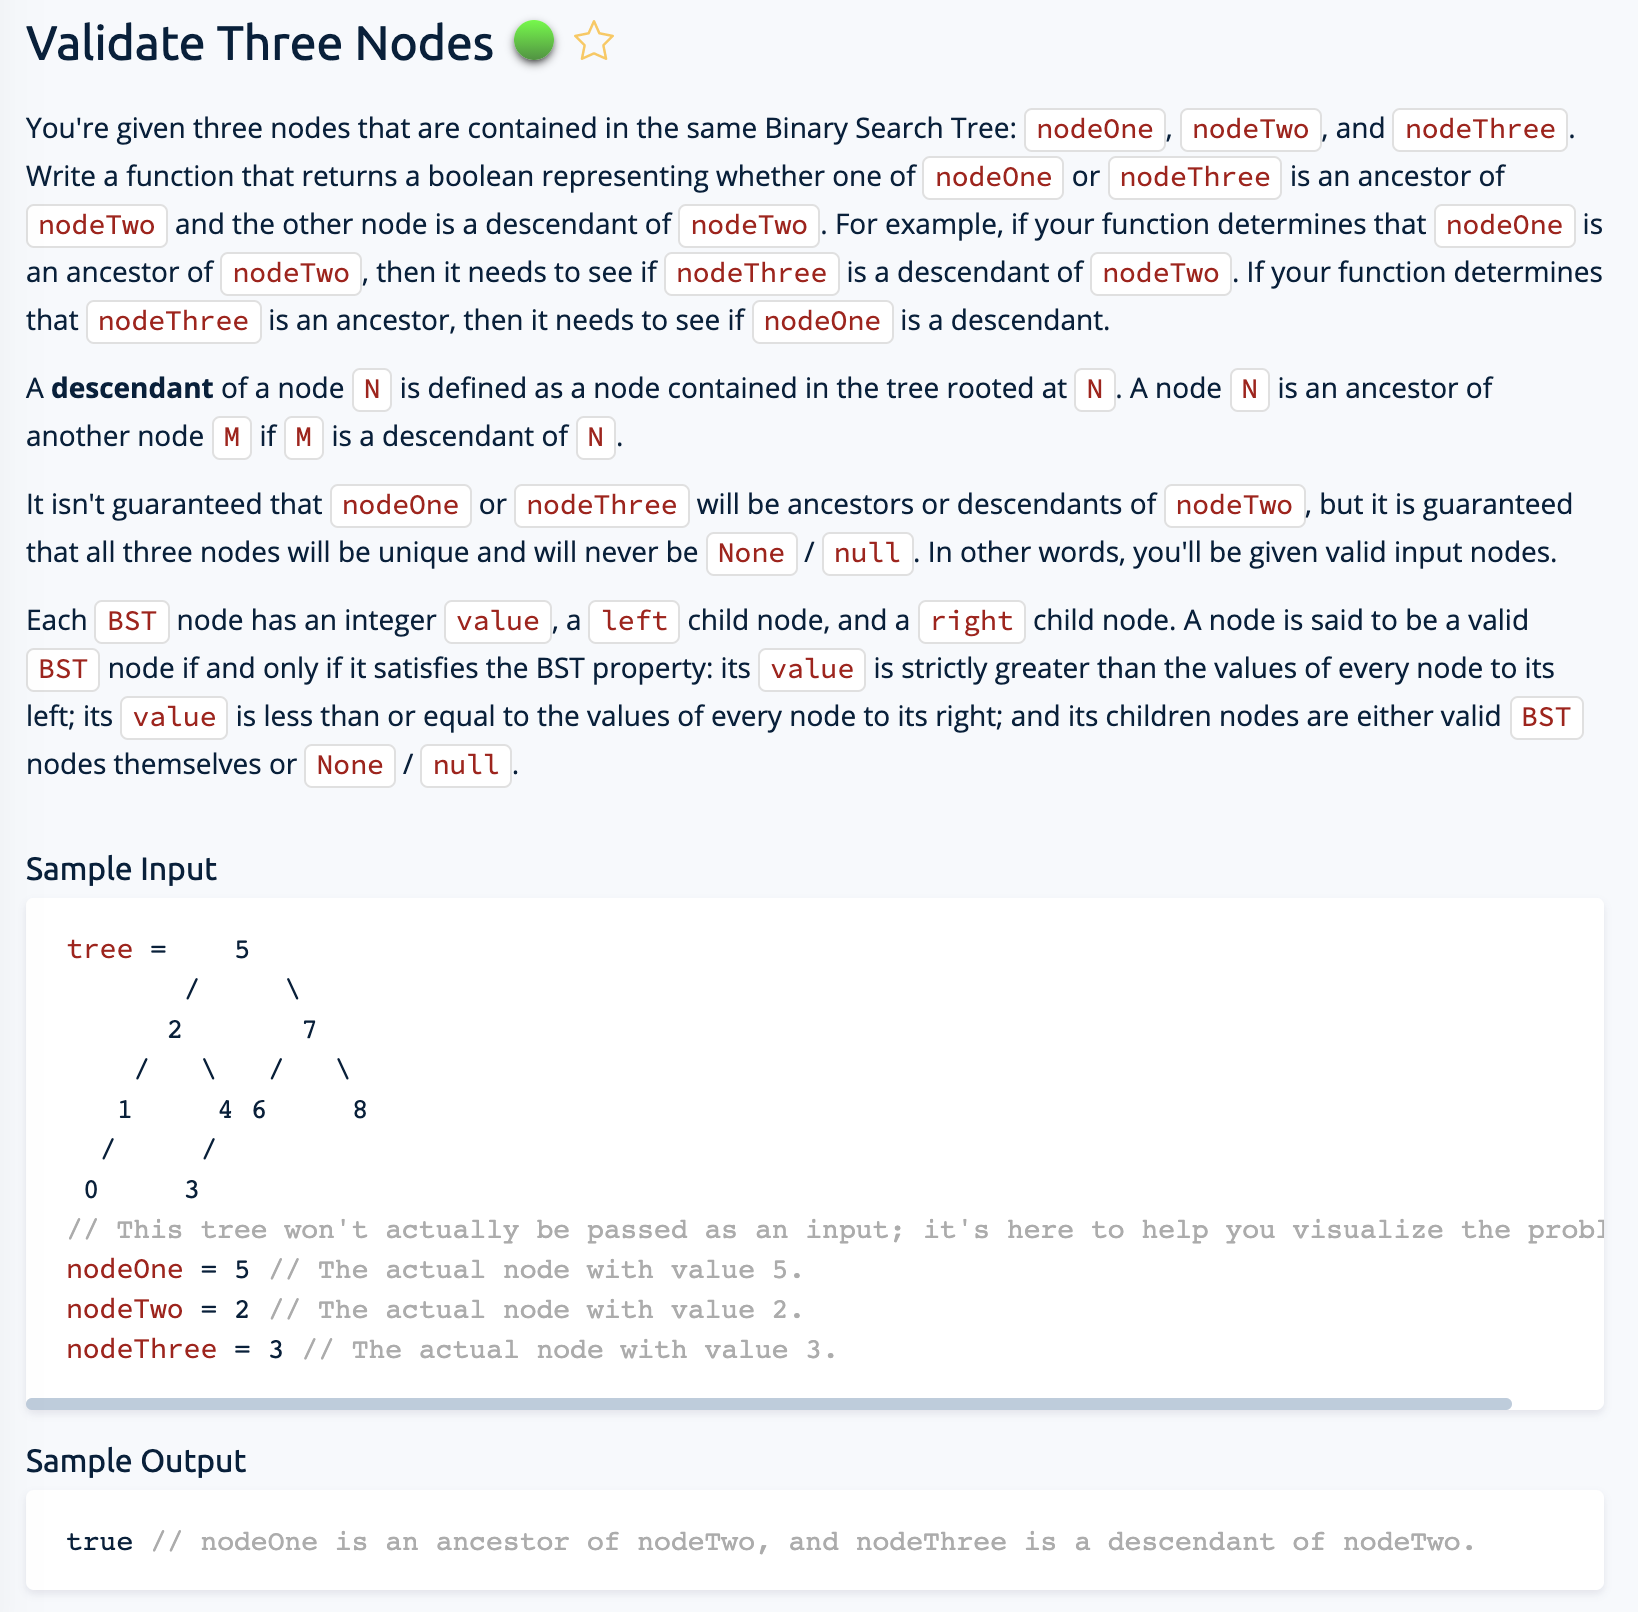 Validate Three Nodes
You're given three nodes that are contained in the same Binary Search Tree: nodeOne, nodeTwo, and nodeThree.
Write a function that returns a boolean representing whether one of nodeOne or nodeThree is an ancestor of
nodeTwo and the other node is a descendant of nodeTwo. For example, if your function determines that nodeOne is
an ancestor of nodeTwo, then it needs to see if nodeThree is a descendant of nodeTwo. If your function determines
that nodeThree is an ancestor, then it needs to see if nodeOne is a descendant.
A descendant of a node N is defined as a node contained in the tree rooted at N. A node N is an ancestor of
another node M if M is a descendant of N.
It isn't guaranteed that nodeOne or nodeThree will be ancestors or descendants of nodeTwo, but it is guaranteed
that all three nodes will be unique and will never be None / null. In other words, you'll be given valid input nodes.
Each BST node has an integer value, a left child node, and a right child node. A node is said to be a valid
BST node if and only if it satisfies the BST property: its value is strictly greater than the values of every node to its
left; its value is less than or equal to the values of every node to its right; and its children nodes are either valid BST
nodes themselves or None / null.
Sample Input
tree =    5
       /     \
      2       7
    /   \   /   \
   1     4 6     8
  /     /
 0     3
// This tree won't actually be passed as an input; it's here to help you visualize the probl
nodeOne = 5 // The actual node with value 5.
nodeTwo = 2 // The actual node with value 2.
nodeThree = 3 // The actual node with value 3.
Sample Output
true // nodeOne is an ancestor of nodeTwo, and nodeThree is a descendant of nodeTwo.